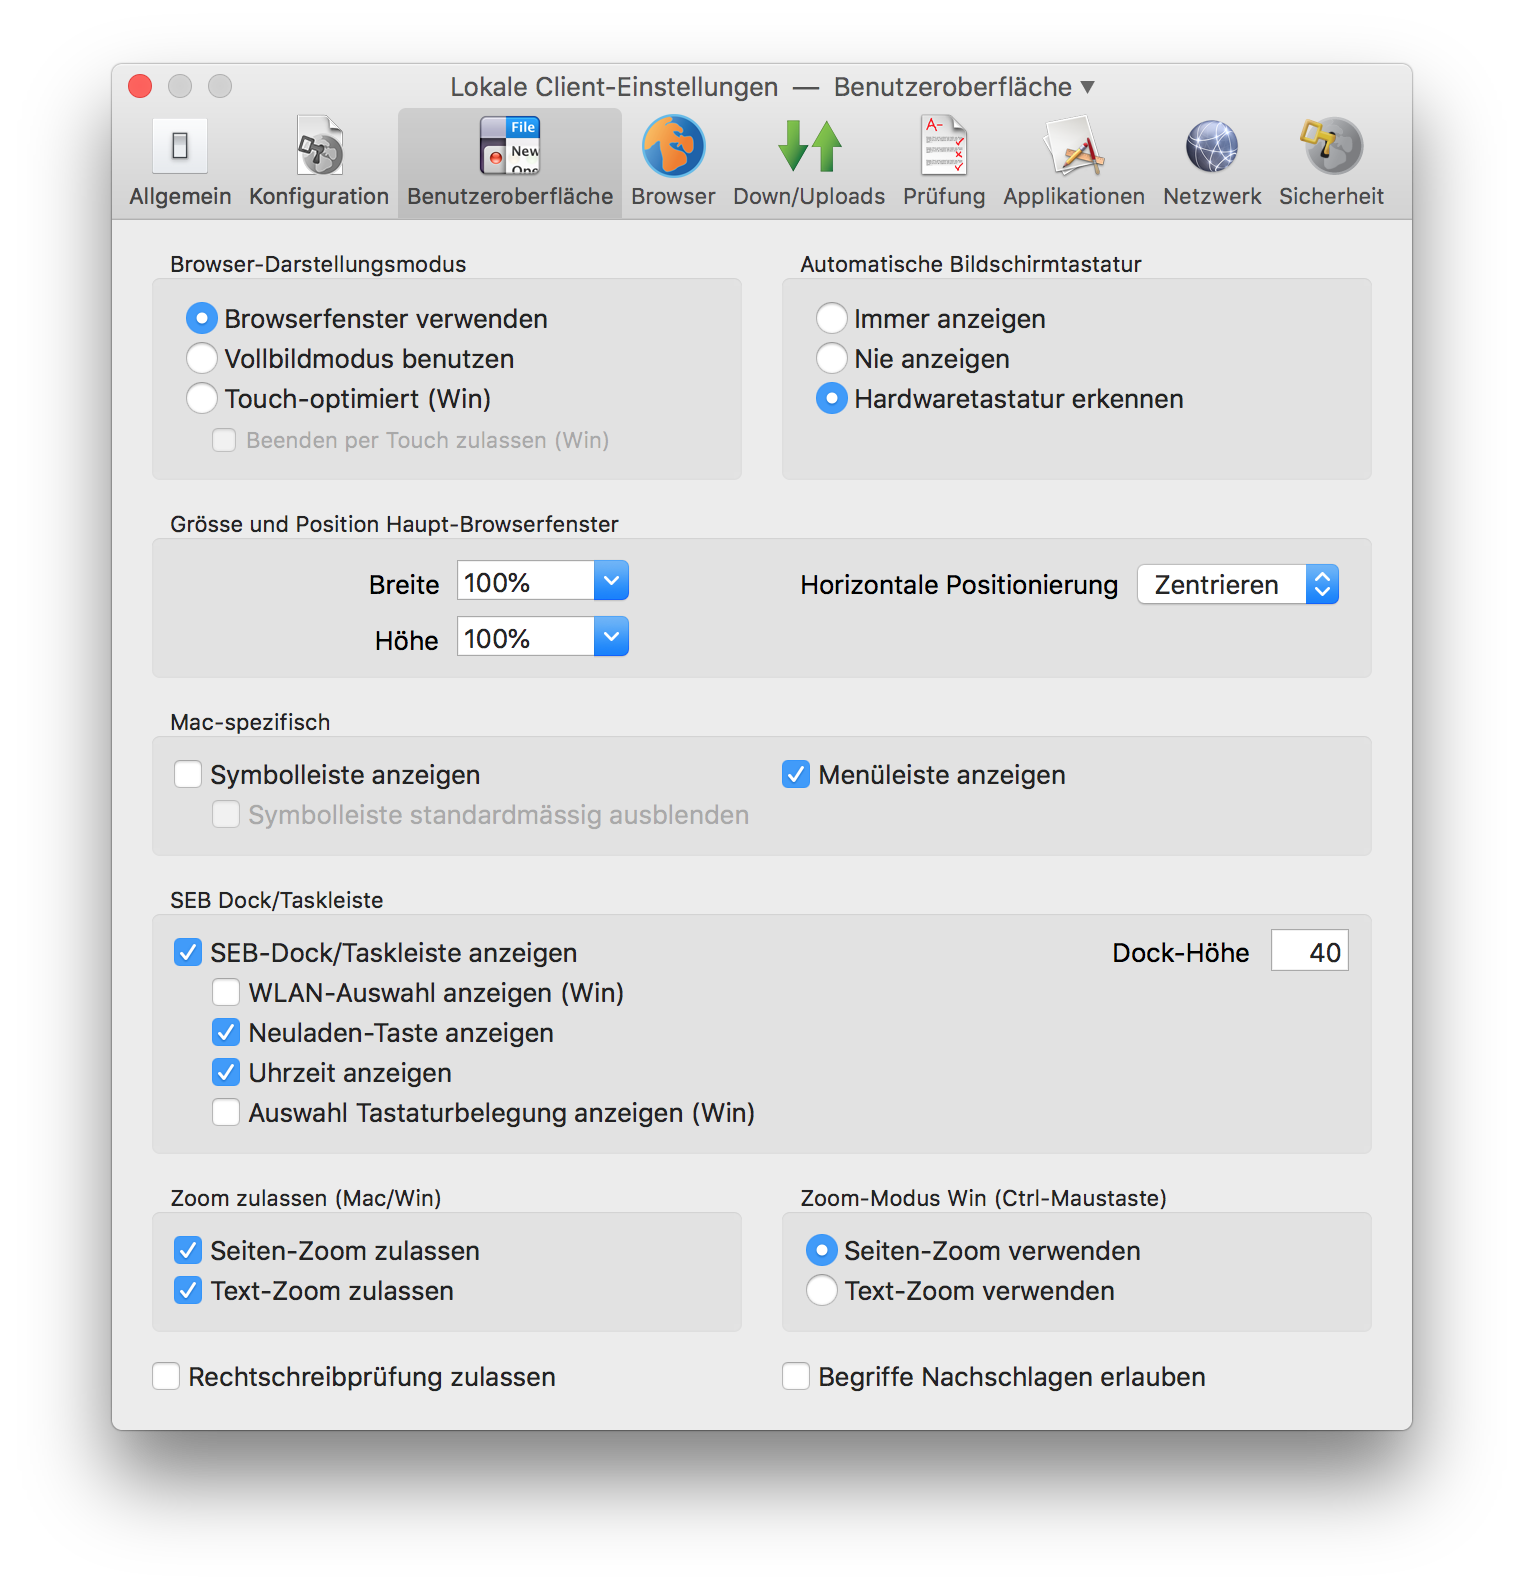 Lokale Client-Einstellungen — Benutzeroberfläche ▼
File
New
A-
Allgemein Konfiguration Benutzeroberfläche Browser Down/Uploads Prüfung Applikationen Netzwerk Sicherheit
Browser-Darstellungsmodus
Browserfenster verwenden
Vollbildmodus benutzen
Touch-optimiert (Win)
Beenden per Touch zulassen (Win)
Automatische Bildschirmtastatur
Immer anzeigen
Nie anzeigen
Hardwaretastatur erkennen
Grösse und Position Haupt-Browserfenster
Breite 100%
Höhe 100%
Horizontale Positionierung Zentrieren
Mac-spezifisch
Symbolleiste anzeigen
Symbolleiste standardmässig ausblenden
Menüleiste anzeigen
SEB Dock/Taskleiste
SEB-Dock/Taskleiste anzeigen
Dock-Höhe 40
WLAN-Auswahl anzeigen (Win)
Neuladen-Taste anzeigen
Uhrzeit anzeigen
Auswahl Tastaturbelegung anzeigen (Win)
Zoom zulassen (Mac/Win)
Seiten-Zoom zulassen
Text-Zoom zulassen
Zoom-Modus Win (Ctrl-Maustaste)
Seiten-Zoom verwenden
Text-Zoom verwenden
Rechtschreibprüfung zulassen
Begriffe Nachschlagen erlauben